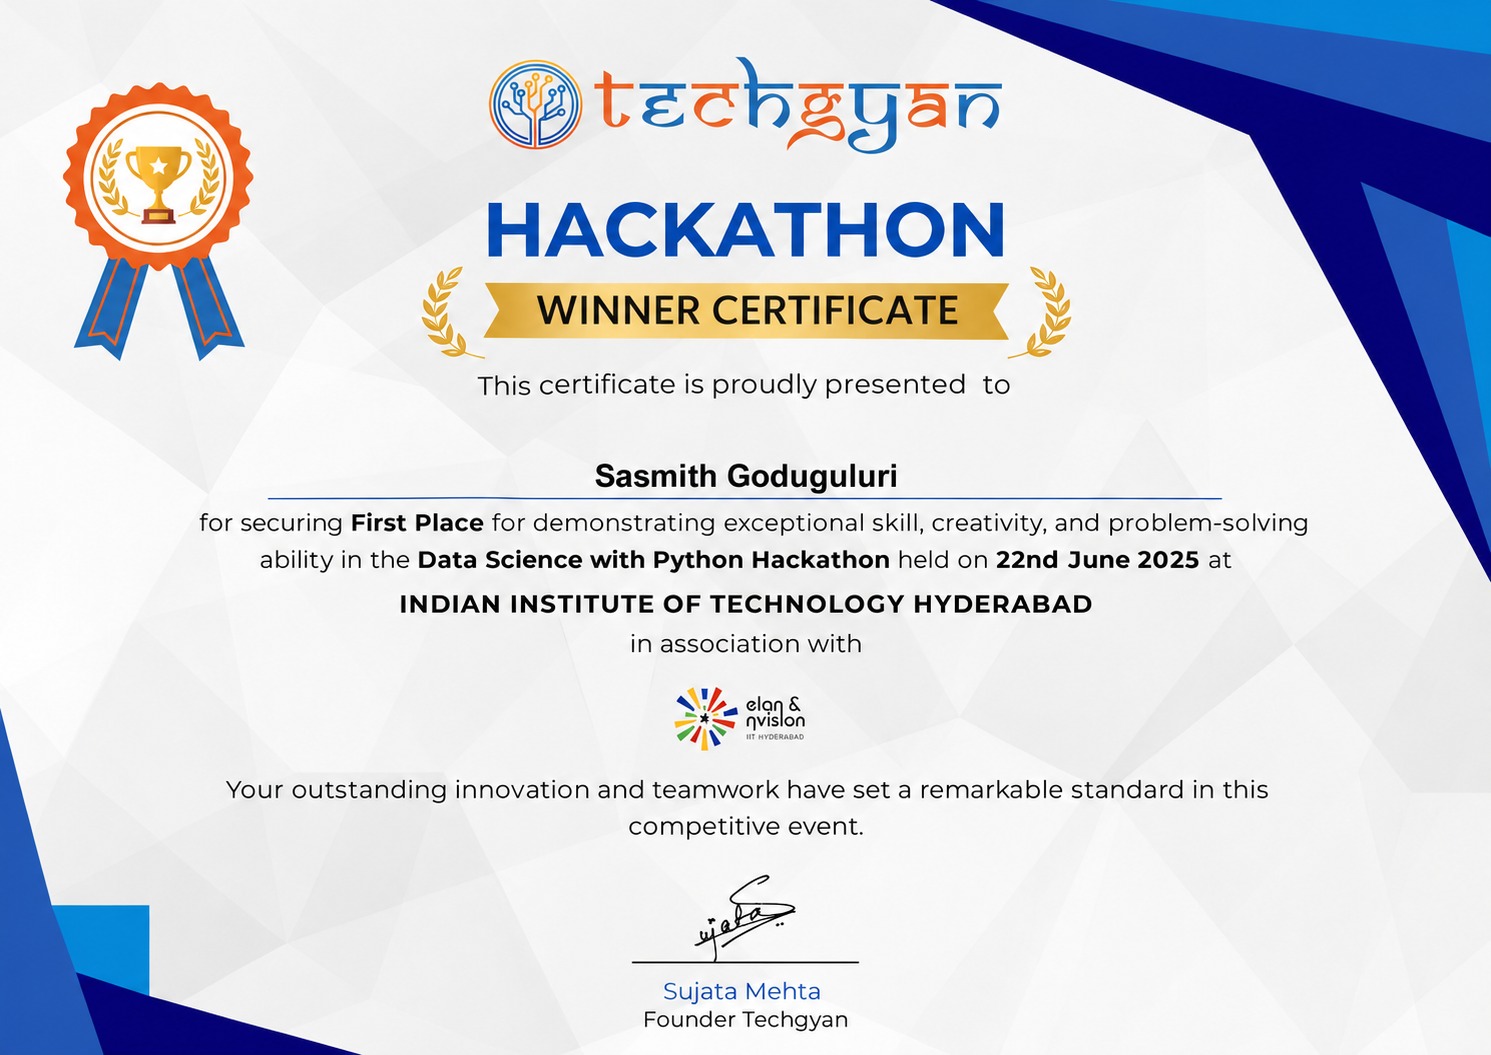 techgyan
HACKATHON
WINNER CERTIFICATE
This certificate is proudly presented to
Sasmith Goduguluri
for securing First Place for demonstrating exceptional skill, creativity, and problem-solving
ability in the Data Science with Python Hackathon held on 22nd June 2025 at
INDIAN INSTITUTE OF TECHNOLOGY HYDERABAD
in association with
elan &
ηvision
IIT HYDERABAD
Your outstanding innovation and teamwork have set a remarkable standard in this
competitive event.
Sujata
Sujata Mehta
Founder Techgyan